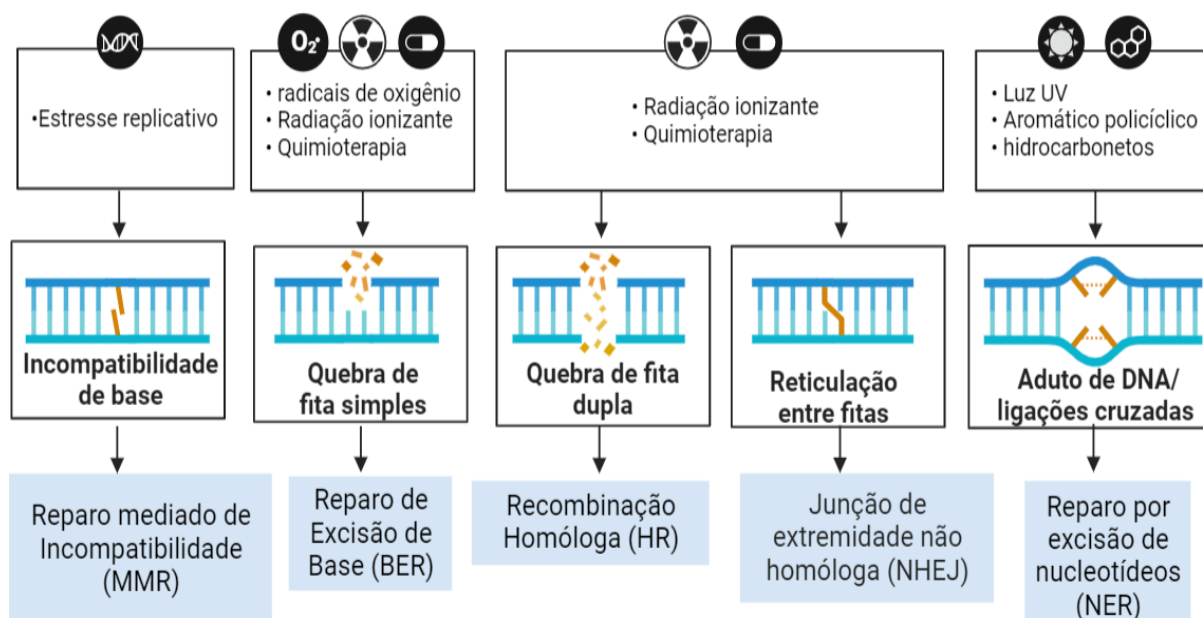 •Estresse replicativo
O₂•
• radicais de oxigênio
• Radiação ionizante
• Quimioterapia
• Radiação ionizante
• Quimioterapia
• Luz UV
• Aromático policíclico
• hidrocarbonetos
Incompatibilidade
de base
Quebra de
fita simples
Quebra de fita
dupla
Reticulação
entre fitas
Aduto de DNA/
ligações cruzadas
Reparo mediado de
Incompatibilidade
(MMR)
Reparo de
Excisão de
Base (BER)
Recombinação
Homóloga (HR)
Junção de
extremidade não
homóloga (NHEJ)
Reparo por
excisão de
nucleotídeos
(NER)